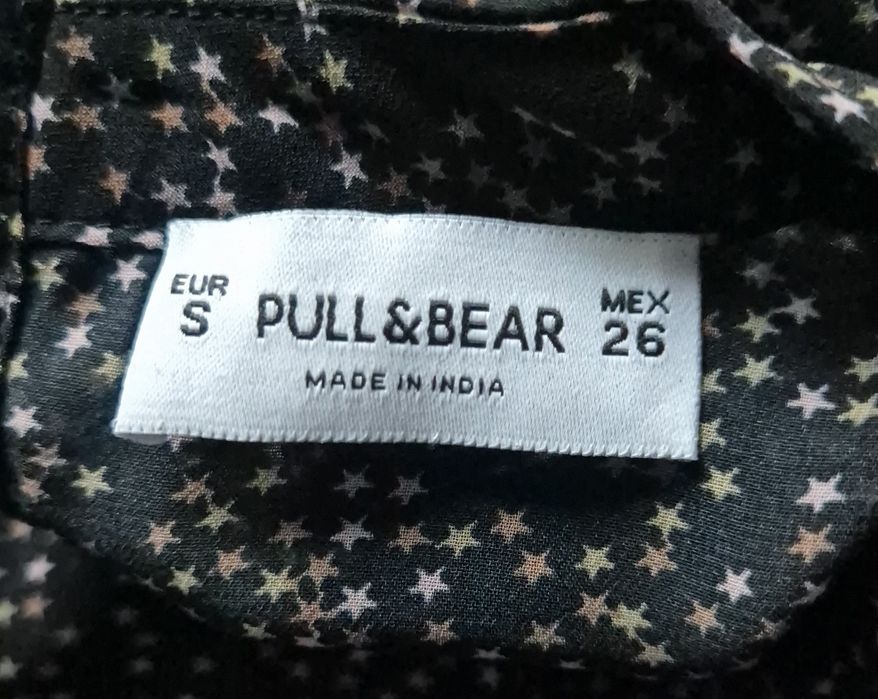 EUR
S
PULL&BEAR
MADE IN INDIA
MEX
26